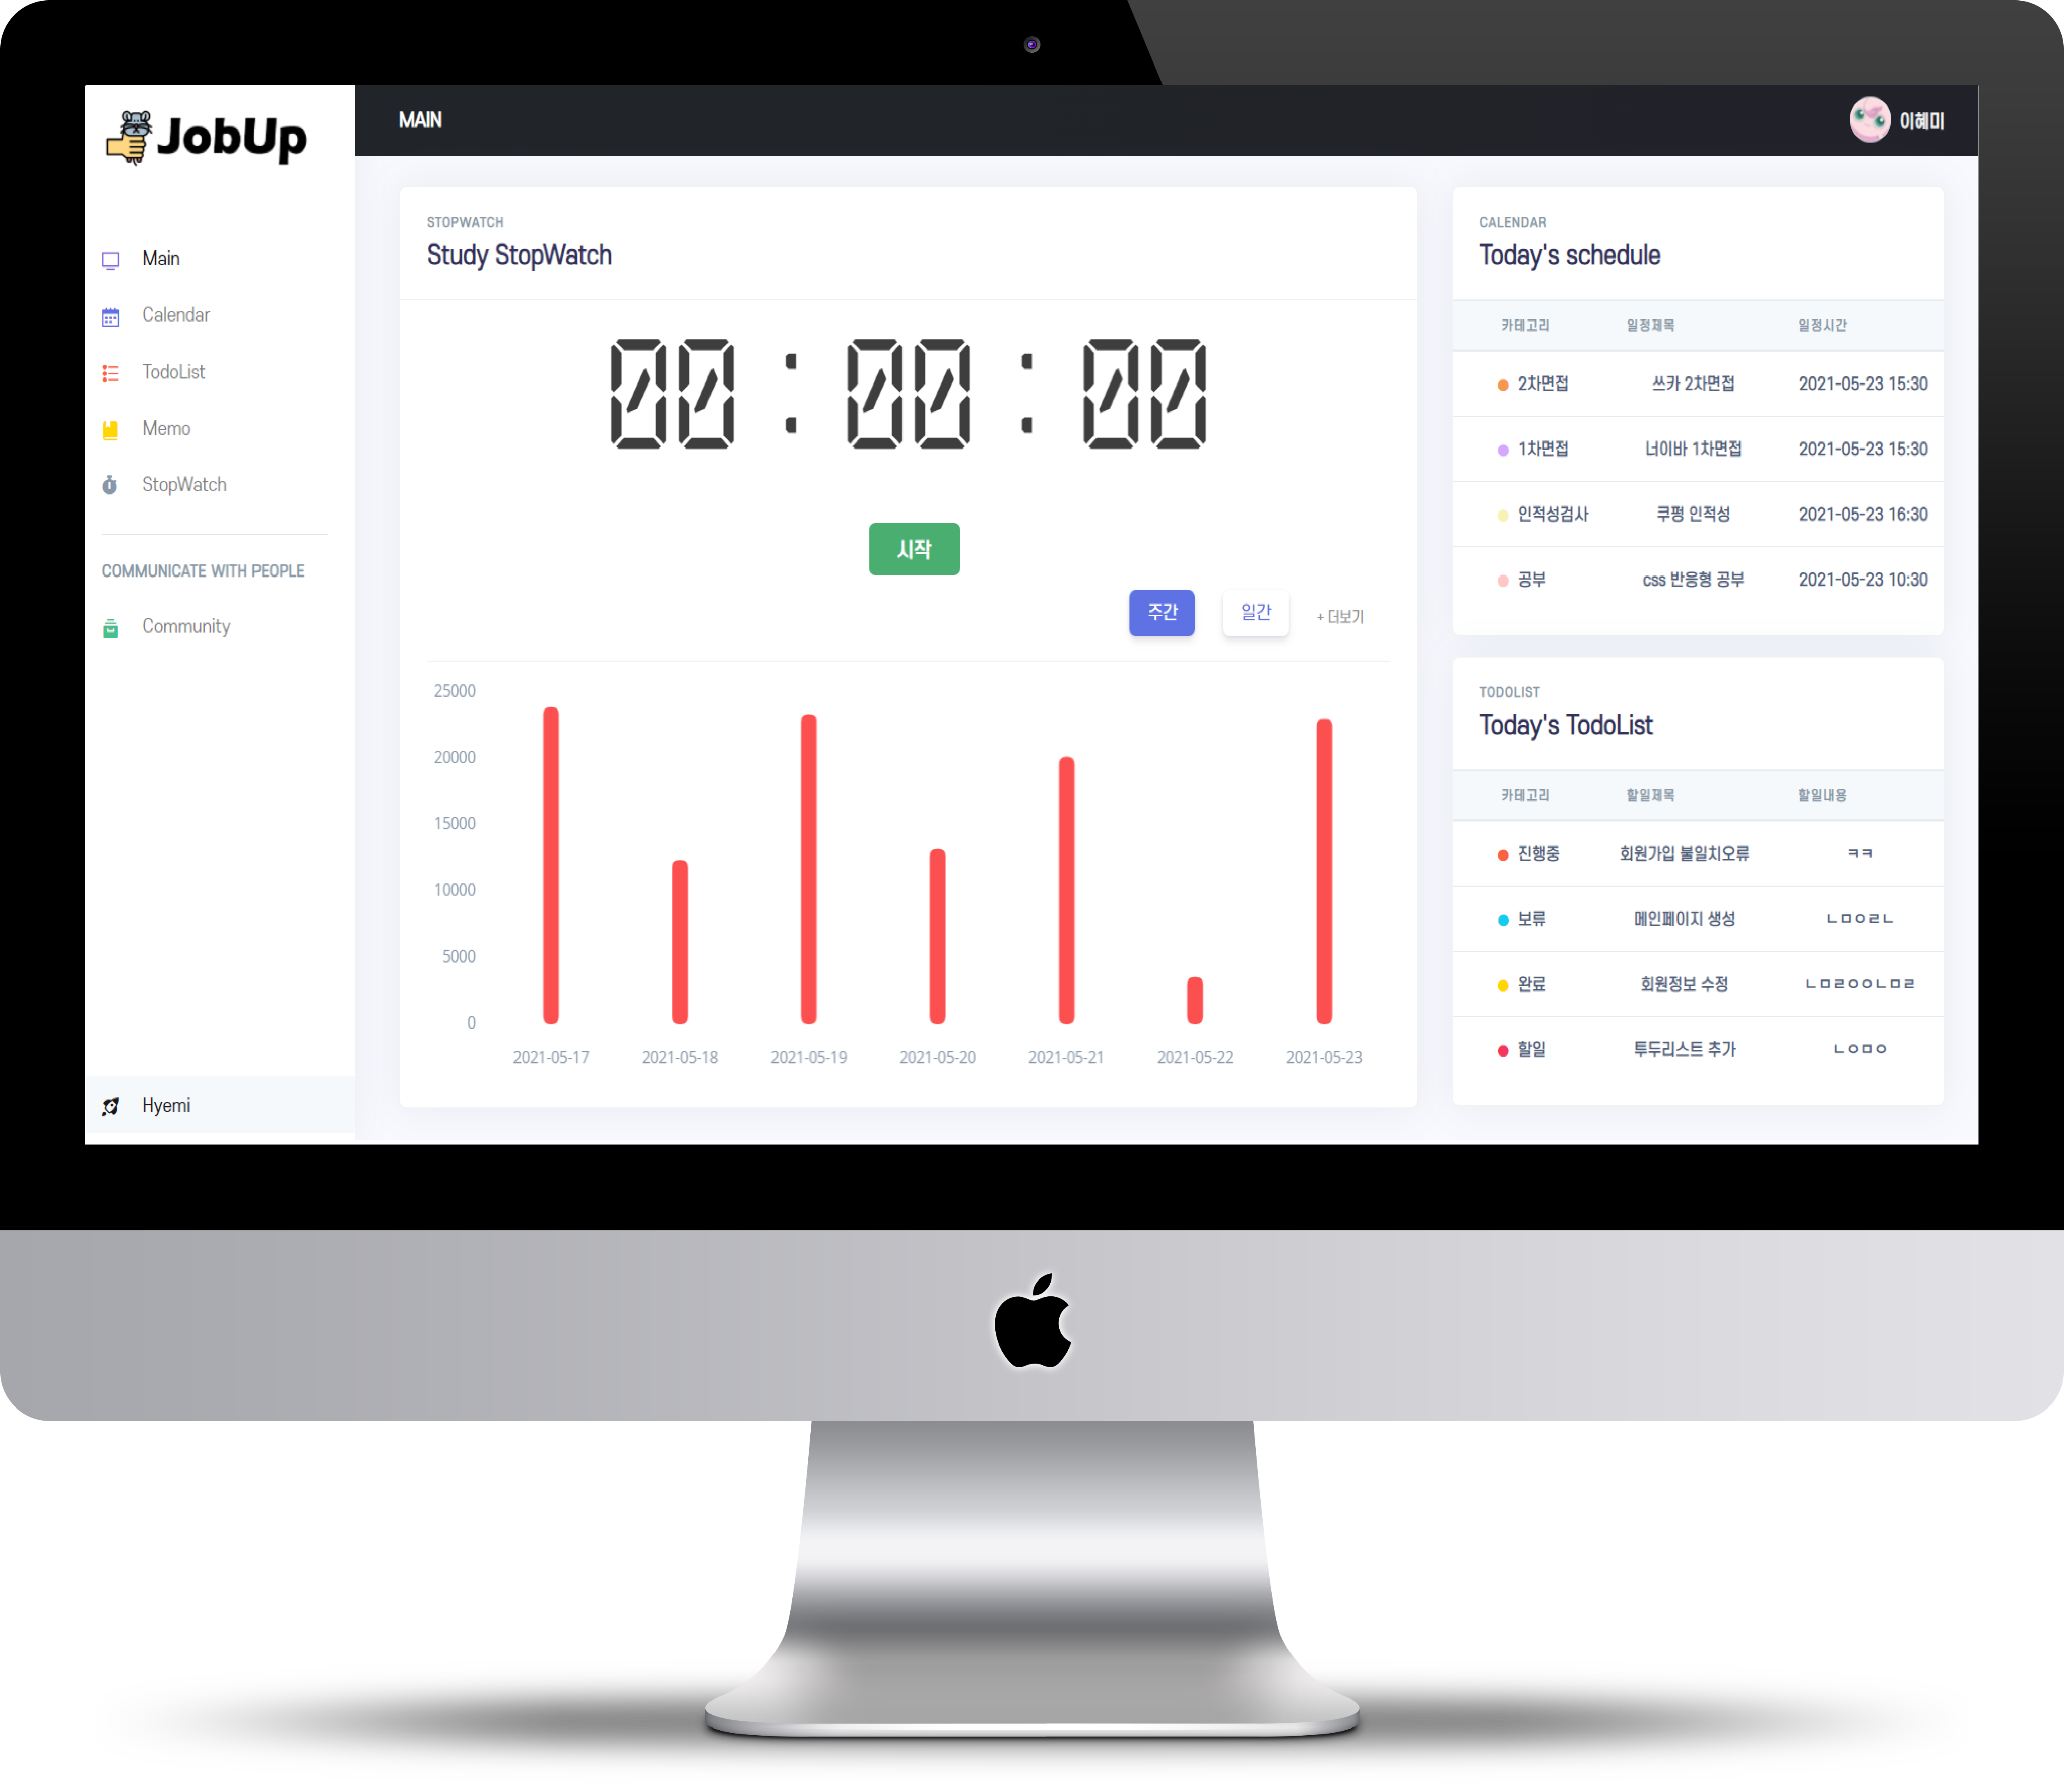 JobUp
MAIN
이혜미
Main
Calendar
TodoList
Memo
StopWatch
COMMUNICATE WITH PEOPLE
Community
Hyemi
STOPWATCH
Study StopWatch
00 : 00 : 00
시작
주간 일간 + 더보기
25000
20000
15000
10000
5000
0
2021-05-17 2021-05-18 2021-05-19 2021-05-20 2021-05-21 2021-05-22 2021-05-23
CALENDAR
Today's schedule
카테고리 일정제목 일정시간
2차면접 쓰카 2차면접 2021-05-23 15:30
1차면접 너이바 1차면접 2021-05-23 15:30
인적성검사 쿠펑 인적성 2021-05-23 16:30
공부 css 반응형 공부 2021-05-23 10:30
TODOLIST
Today's TodoList
카테고리 할일제목 할일내용
진행중 회원가입 불일치오류 ㅋㅋ
보류 메인페이지 생성 ㄴㅁㅇㄹㄴ
완료 회원정보 수정 ㄴㅁㄹㅇㅇㄴㅁㄹ
할일 투두리스트 추가 ㄴㅇㅁㅇ